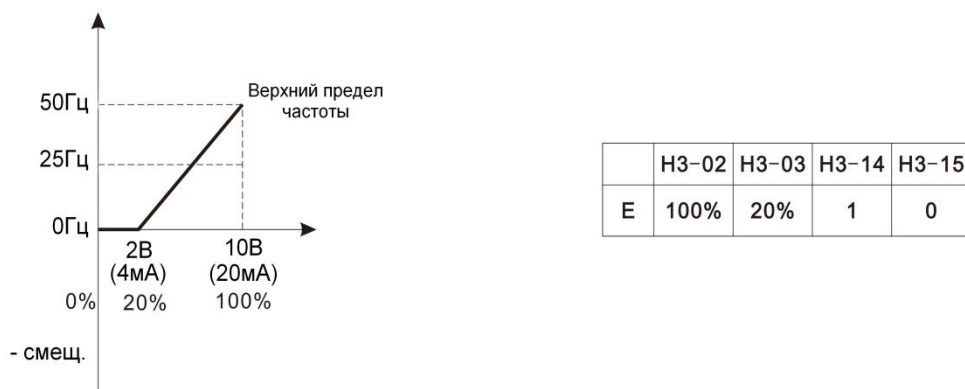 50Гц
Верхний предел
частоты
25Гц
0Гц
2В
10В
(4мА)
(20мА)
0%
20%
100%
- смещ.
H3-02 H3-03 H3-14 H3-15
E 100% 20% 1 0